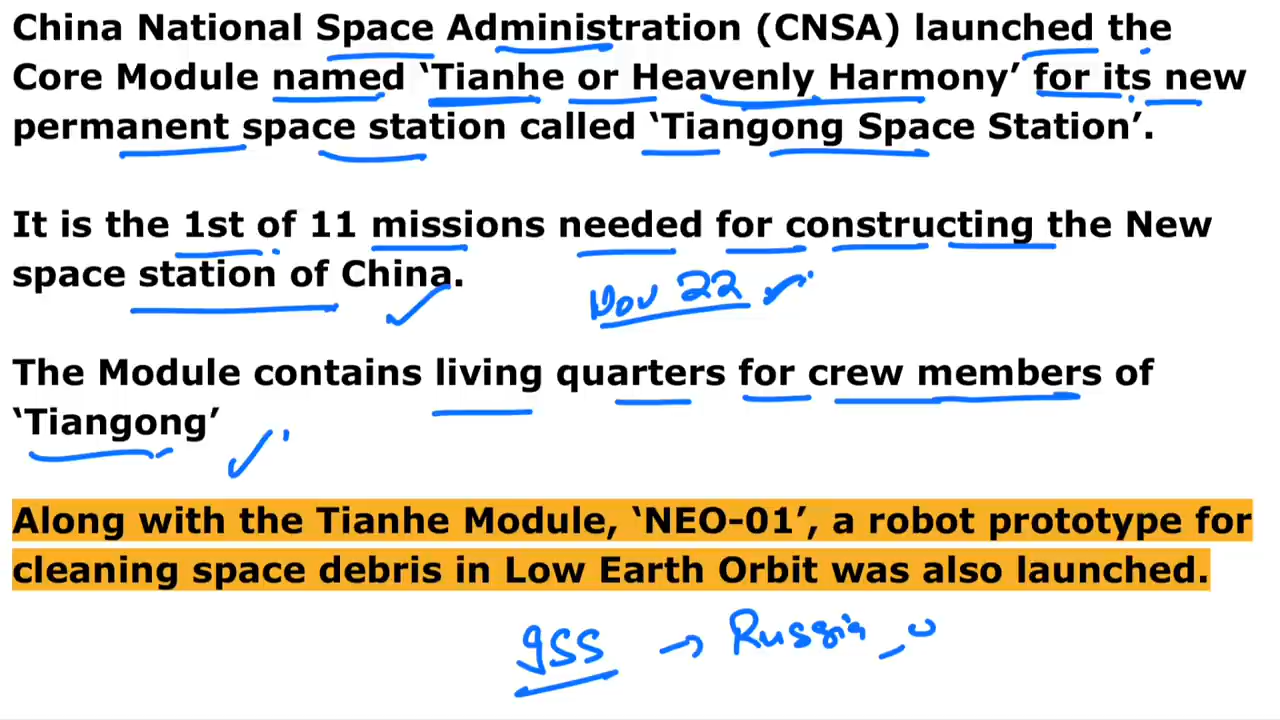 China National Space Administration (CNSA) launched the
Core Module named ‘Tianhe or Heavenly Harmony’ for its new
permanent space station called ‘Tiangong Space Station’.
It is the 1st of 11 missions needed for constructing the New
space station of China.
Nov 22
The Module contains living quarters for crew members of
‘Tiangong’
Along with the Tianhe Module, ‘NEO-01’, a robot prototype for
cleaning space debris in Low Earth Orbit was also launched.
ISS → Russia,